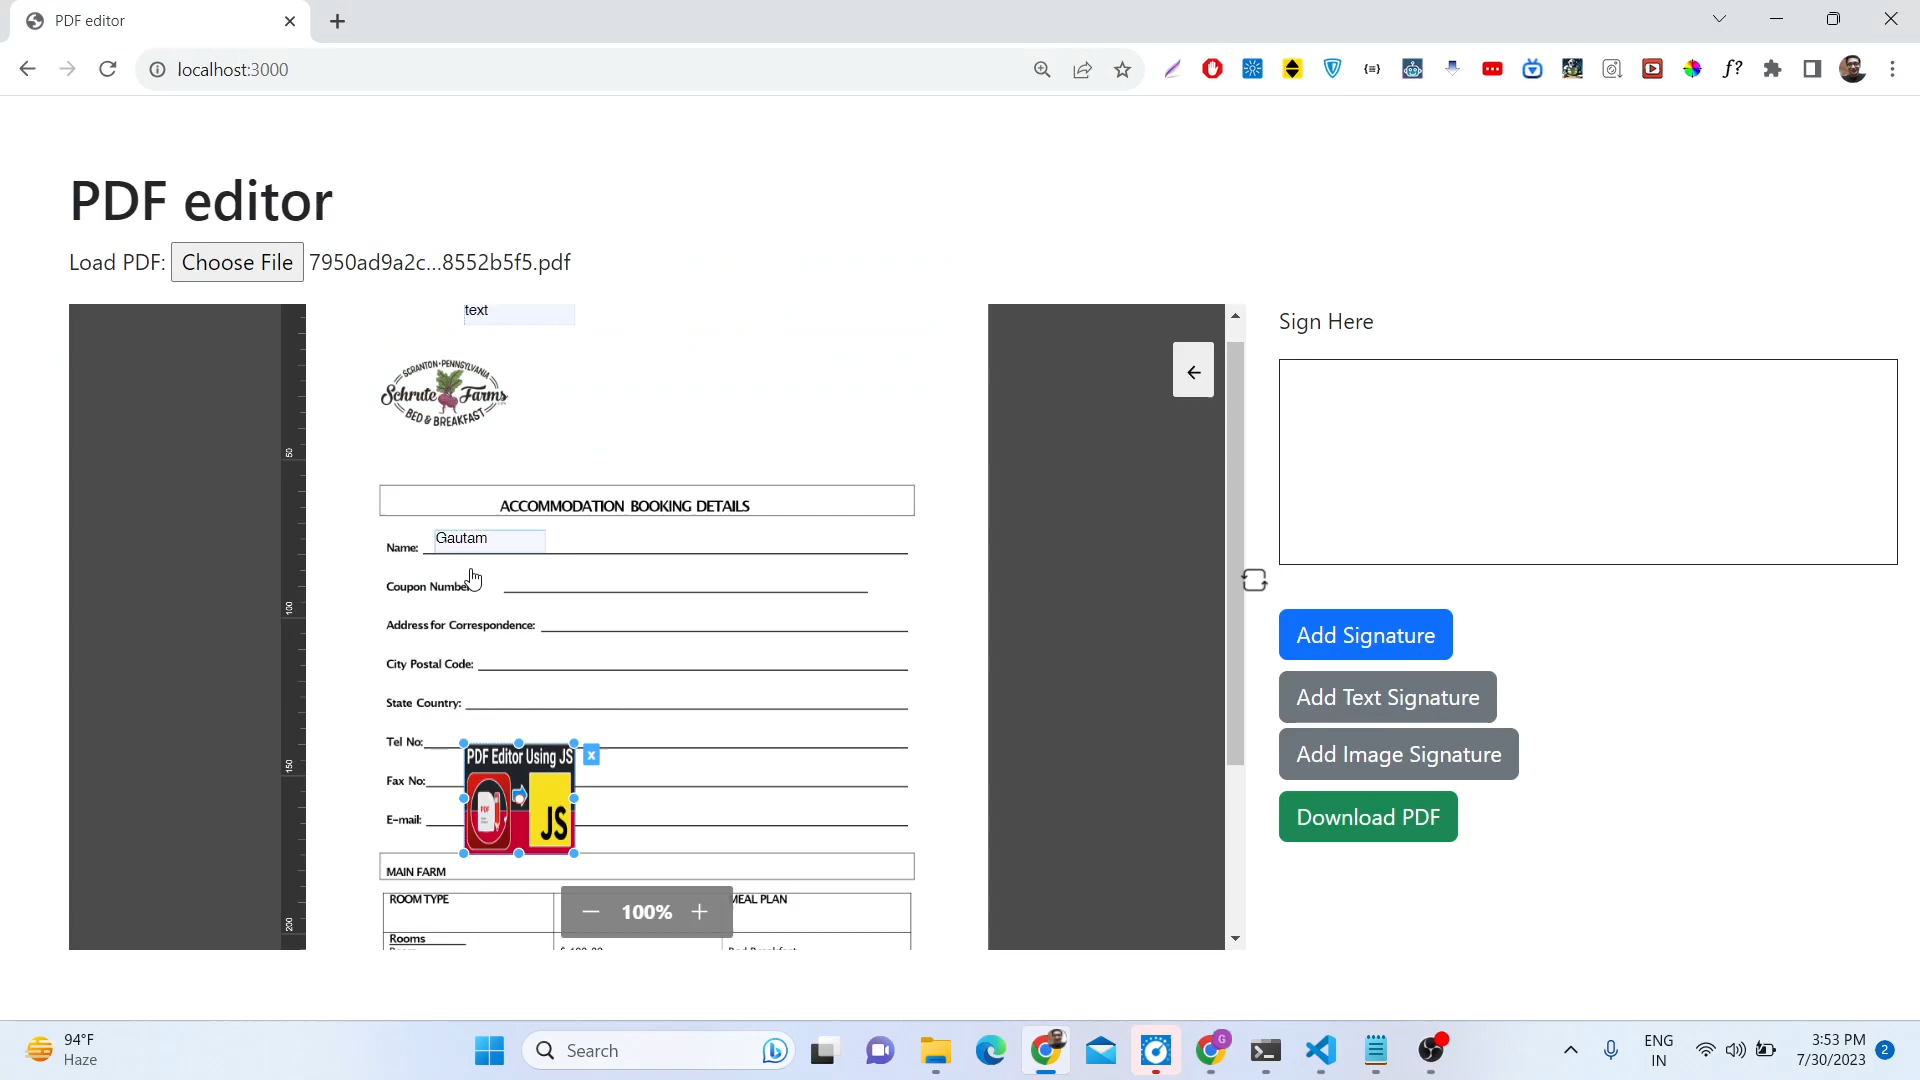 PDF editor
localhost:3000
PDF editor
Load PDF: Choose File 7950ad9a2c...8552b5f5.pdf
text
SCRANTON·PENNSYLVANIA
Schrute Farms
BED & BREAKFAST
ACCOMMODATION BOOKING DETAILS
Name: Gautam
Coupon Number
Address for Correspondence:
City Postal Code:
State Country:
Tel No:
Fax No:
E-mail:
PDF Editor Using JS
PDF
JS
x
MAIN FARM
ROOM TYPE
MEAL PLAN
Rooms
100%
50
100
150
200
Sign Here
Add Signature
Add Text Signature
Add Image Signature
Download PDF
94°F
Haze
Search
ENG
IN
3:53 PM
7/30/2023
2